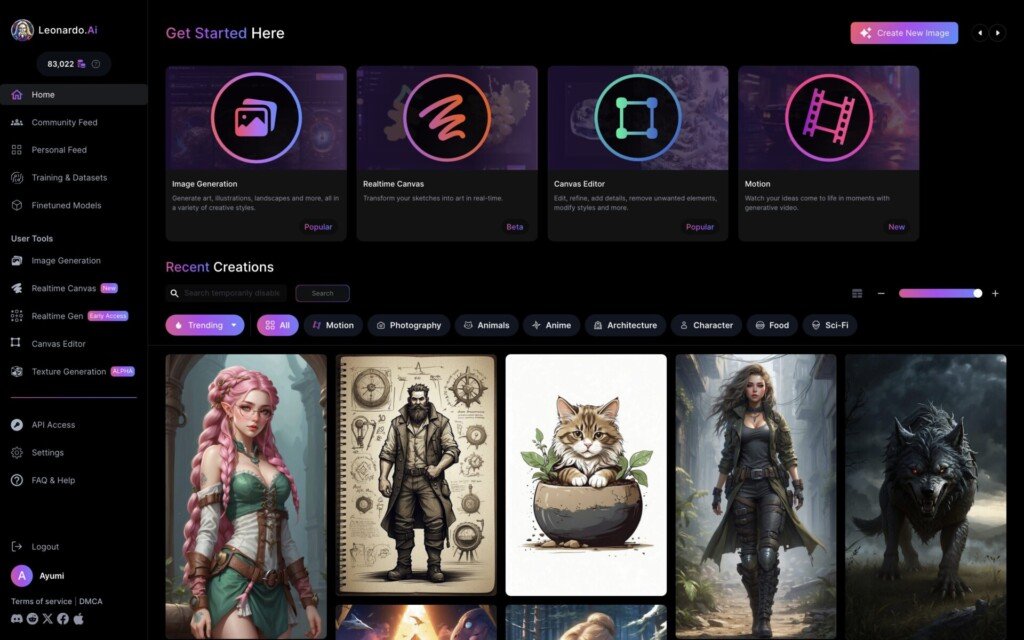 Leonardo.Ai
83,022
Home
Community Feed
Personal Feed
Training & Datasets
Finetuned Models
User Tools
Image Generation
Realtime Canvas New
Realtime Gen Early Access
Canvas Editor
Texture Generation ALPHA
API Access
Settings
FAQ & Help
Logout
A Ayumi
Terms of service | DMCA
Get Started Here
Create New Image
Image Generation
Generate art, illustrations, landscapes and more, all in
a variety of creative styles.
Popular
Realtime Canvas
Transform your sketches into art in real-time.
Beta
Canvas Editor
Edit, refine, add details, remove unwanted elements,
modify styles and more.
Popular
Motion
Watch your ideas come to life in moments with
generative video.
New
Recent Creations
Search temporarily disable
Search
Trending
All
Motion
Photography
Animals
Anime
Architecture
Character
Food
Sci-Fi